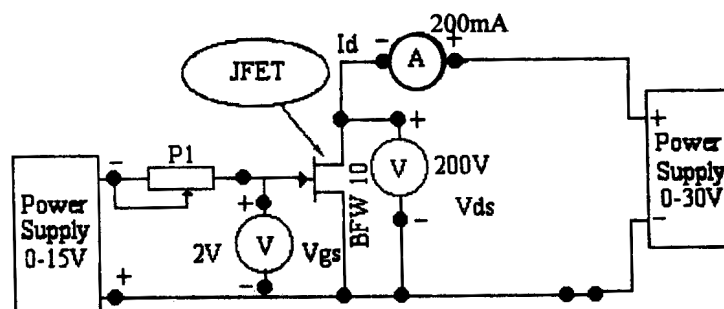 200mA
Id
-
A
+
JFET
P1
-
+
Power
Supply
0-15V
+
+
V
2V
Vgs
-
BFW 10
+
V
200V
Vds
-
+
Power
Supply
0-30V
-